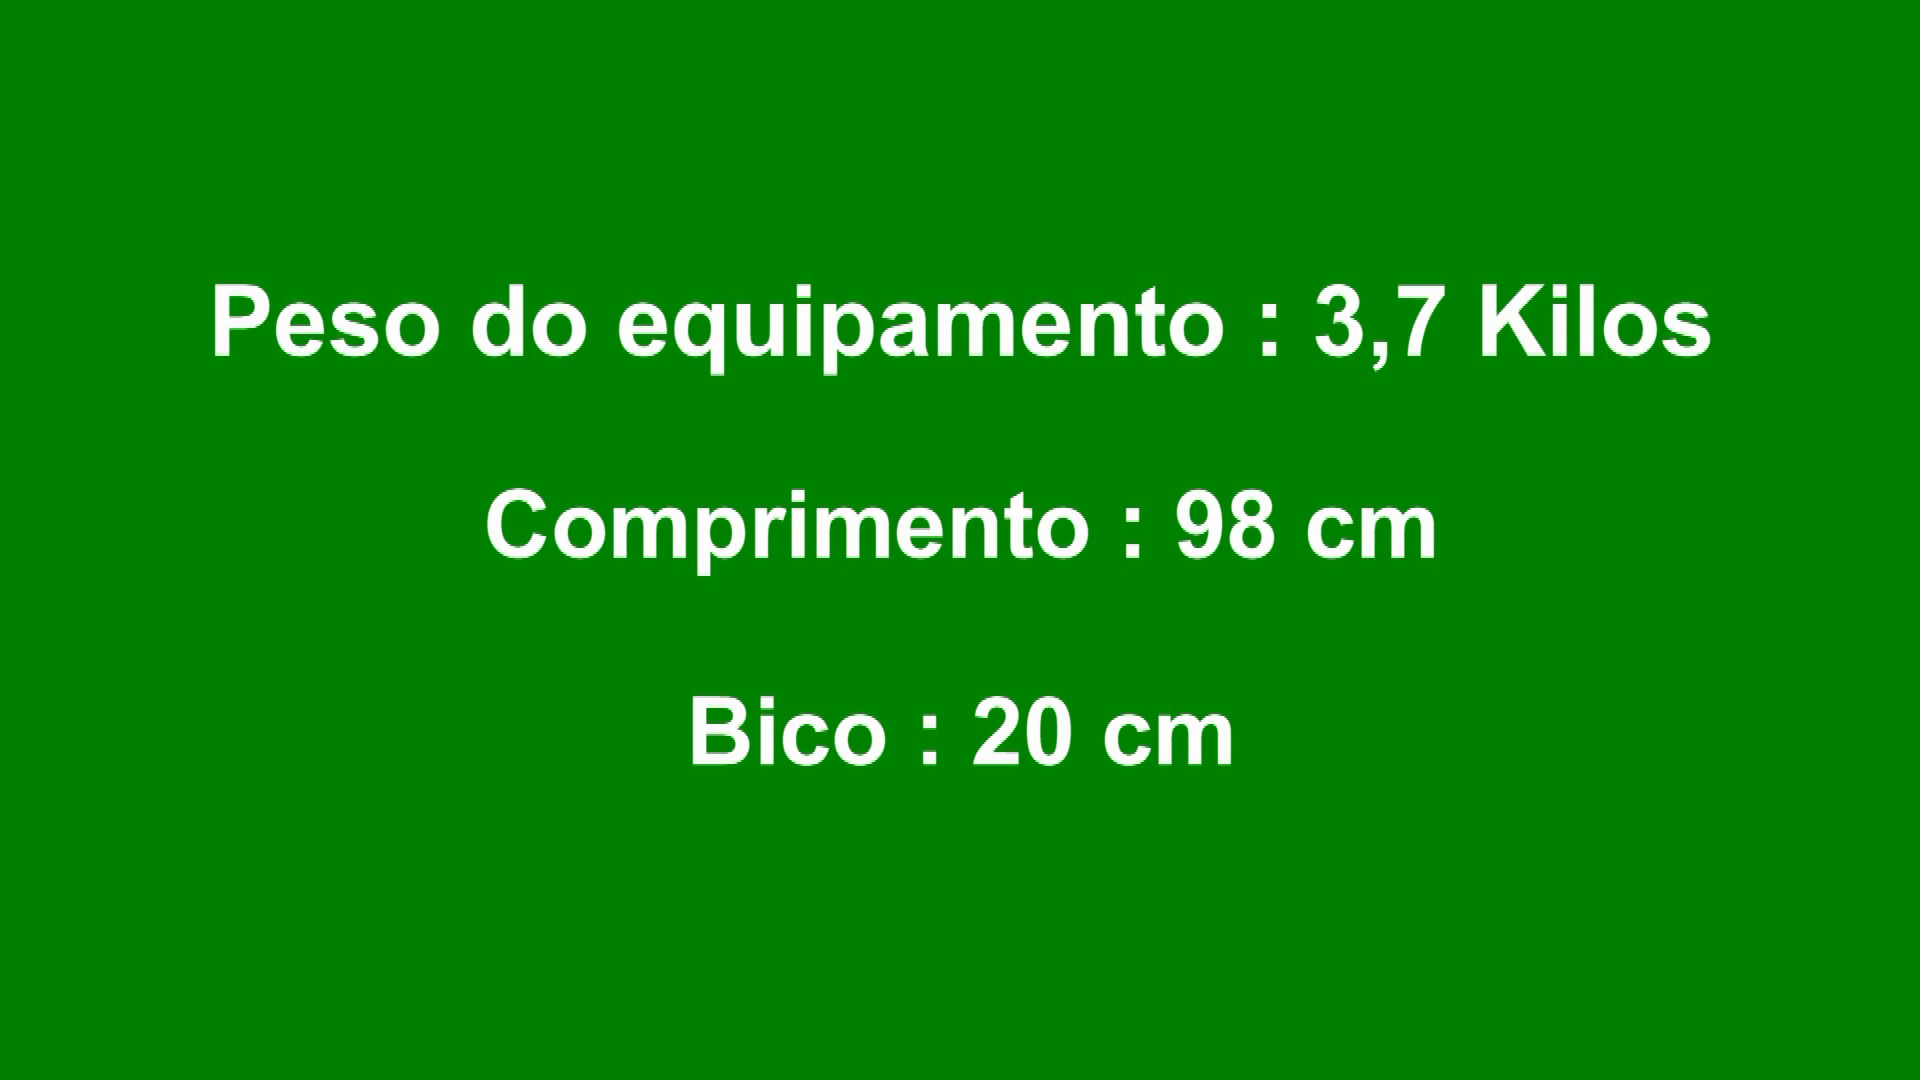 Peso do equipamento : 3,7 Kilos
Comprimento : 98 cm
Bico : 20 cm